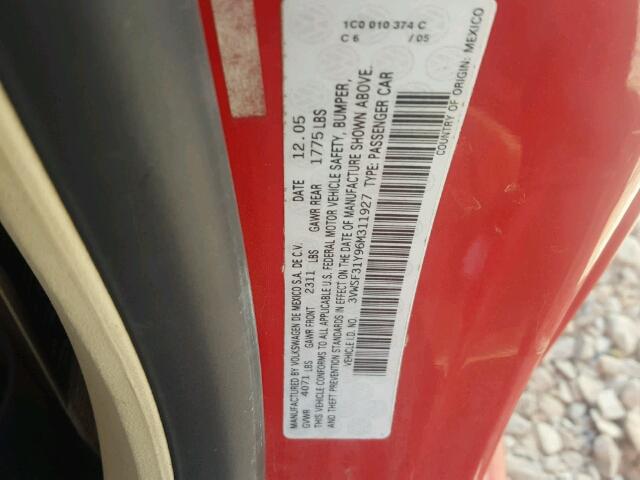 MANUFACTURED BY VOLKSWAGEN DE MEXICO S.A. DE C.V. DATE 12.05
GVWR 4071 LBS GAWR FRONT 2311 LBS GAWR REAR 1775 LBS
THIS VEHICLE CONFORMS TO ALL APPLICABLE U.S. FEDERAL MOTOR VEHICLE SAFETY, BUMPER,
AND THEFT PREVENTION STANDARDS IN EFFECT ON THE DATE OF MANUFACTURE SHOWN ABOVE.
VEHICLE I.D. NO. 3VWSF31Y96M311927 TYPE: PASSENGER CAR
1C0 010 374 C
C 6 /05
COUNTRY OF ORIGIN: MEXICO